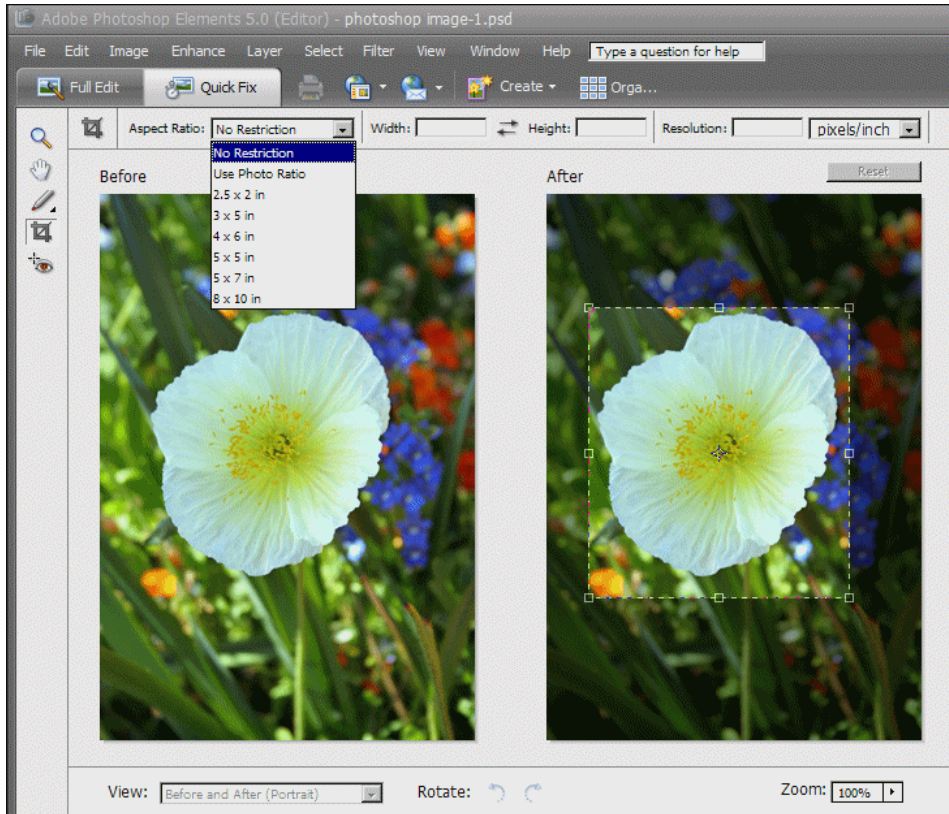 Adobe Photoshop Elements 5.0 (Editor) - photoshop image-1.psd
File Edit Image Enhance Layer Select Filter View Window Help Type a question for help
Full Edit Quick Fix Create Orga...
Aspect Ratio: No Restriction Width: Height: Resolution: pixels/inch
No Restriction
Use Photo Ratio
2.5 x 2 in
3 x 5 in
4 x 6 in
5 x 5 in
5 x 7 in
8 x 10 in
Before After Reset
View: Before and After (Portrait) Rotate: Zoom: 100%